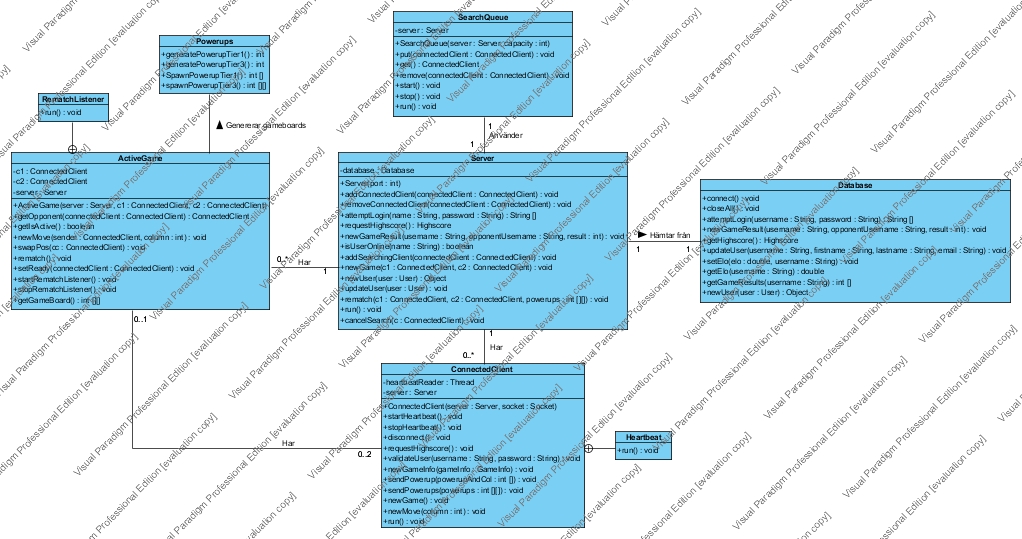 SearchQueue
-server : Server
+SearchQueue(server : Server, capacity : int)
+put(connectedClient : ConnectedClient) : void
+get() : ConnectedClient
+remove(connectedClient : ConnectedClient) : void
+start() : void
+stop() : void
+run() : void
Powerups
+generatePowerupTier1() : int
+generatePowerupTier3() : int
+SpawnPowerupTier1() : int []
+spawnPowerupTier3() : int [][]
RematchListener
+run() : void
Genererar gameboards
1
Använder
1
ActiveGame
-c1 : ConnectedClient
-c2 : ConnectedClient
-server : Server
+ActiveGame(server : Server, c1 : ConnectedClient, c2 : ConnectedClient)
+getOpponent(connectedClient : ConnectedClient) : ConnectedClient
+getIsActive() : boolean
+newMove(sender : ConnectedClient, column : int) : void
+swapPos(cc : ConnectedClient) : void
+rematch() : void
+setReady(connectedClient : ConnectedClient) : void
+startRematchListener() : void
+stopRematchListener() : void
+getGameBoard() : int [][]
Server
-database : Database
+Server(port : int)
+addConnectedClient(connectedClient : ConnectedClient) : void
+removeConnectedClient(connectedClient : ConnectedClient) : void
+attemptLogin(name : String, password : String) : String []
+requestHighscore() : Highscore
+newGameResult(username : String, opponentUsername : String, result : int) : void
+isUserOnline(name : String) : boolean
+addSearchingClient(connectedClient : ConnectedClient) : void
+newGame(c1 : ConnectedClient, c2 : ConnectedClient) : void
+newUser(user : User) : Object
+updateUser(user : User) : void
+rematch(c1 : ConnectedClient, c2 : ConnectedClient, powerups : int [][]) : void
+run() : void
+cancelSearch(c : ConnectedClient) : void
Database
+connect() : void
+closeAll() : void
+attemptLogin(username : String, password : String) : String []
+newGameResult(username : String, opponentUsername : String, result : int) : void
+getHighscore() : Highscore
+updateUser(username : String, firstname : String, lastname : String, email : String) : void
+setElo(elo : double, username : String) : void
+getElo(username : String) : double
+getGameResults(username : String) : int []
+newUser(user : User) : Object
Hämtar från
1
1
0..1
Har
1
1
Har
0..*
0..1
Har
0..2
ConnectedClient
-heartbeatReader : Thread
-server : Server
+ConnectedClient(server : Server, socket : Socket)
+startHeartbeat() : void
+stopHeartbeat() : void
+disconnect() : void
+requestHighscore() : void
+validateUser(username : String, password : String) : void
+newGameInfo(gameInfo : GameInfo) : void
+sendPowerup(powerupAndCol : int []) : void
+sendPowerups(powerups : int [][]) : void
+newGame() : void
+newMove(column : int) : void
+run() : void
Heartbeat
+run() : void
Visual Paradigm Professional Edition [evaluation copy]